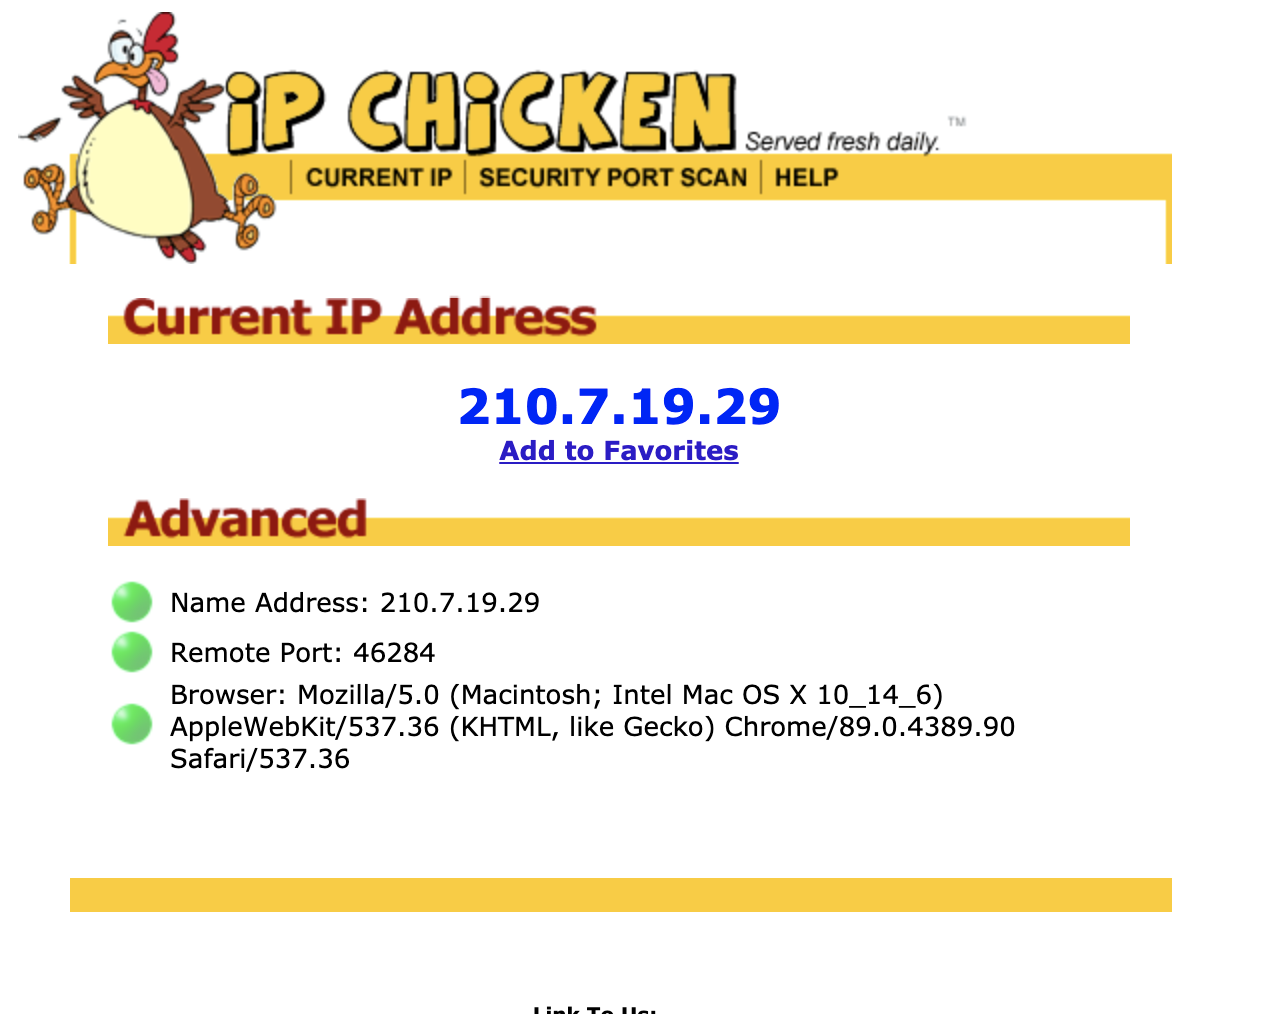 iP CHiCKEN
Served fresh daily. ™
CURRENT IP | SECURITY PORT SCAN | HELP
Current IP Address
210.7.19.29
Add to Favorites
Advanced
Name Address: 210.7.19.29
Remote Port: 46284
Browser: Mozilla/5.0 (Macintosh; Intel Mac OS X 10_14_6)
AppleWebKit/537.36 (KHTML, like Gecko) Chrome/89.0.4389.90
Safari/537.36
Link To Us: